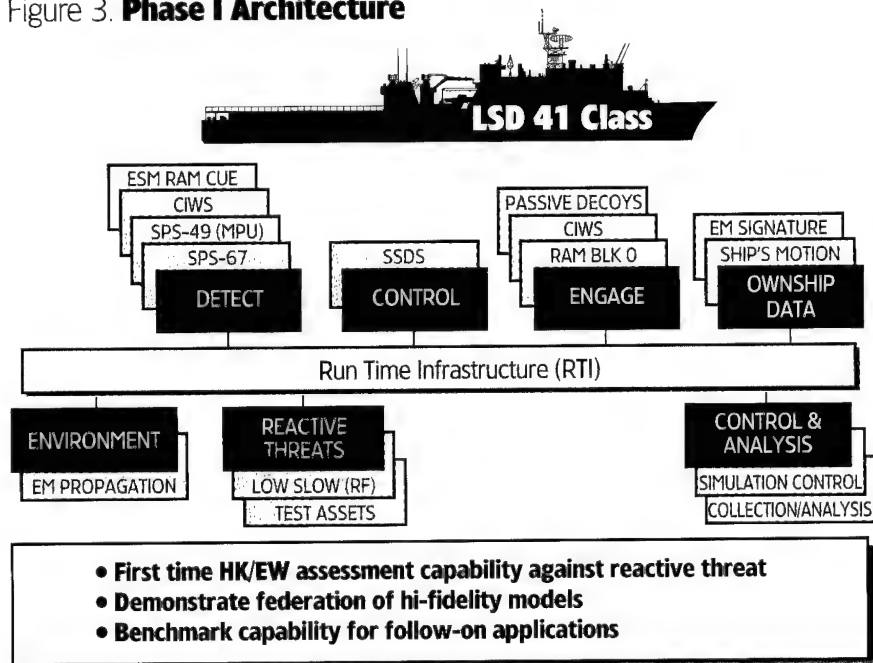 Figure 3. Phase I Architecture
LSD 41 Class
ESM RAM CUE
CIWS
SPS-49 (MPU)
SPS-67
DETECT
SSDS
CONTROL
PASSIVE DECOYS
CIWS
RAM BLK 0
ENGAGE
EM SIGNATURE
SHIP'S MOTION
OWNSHIP
DATA
Run Time Infrastructure (RTI)
ENVIRONMENT
EM PROPAGATION
REACTIVE
THREATS
LOW SLOW (RF)
TEST ASSETS
CONTROL &
ANALYSIS
SIMULATION CONTROL
COLLECTION/ANALYSIS
• First time HK/EW assessment capability against reactive threat
• Demonstrate federation of hi-fidelity models
• Benchmark capability for follow-on applications